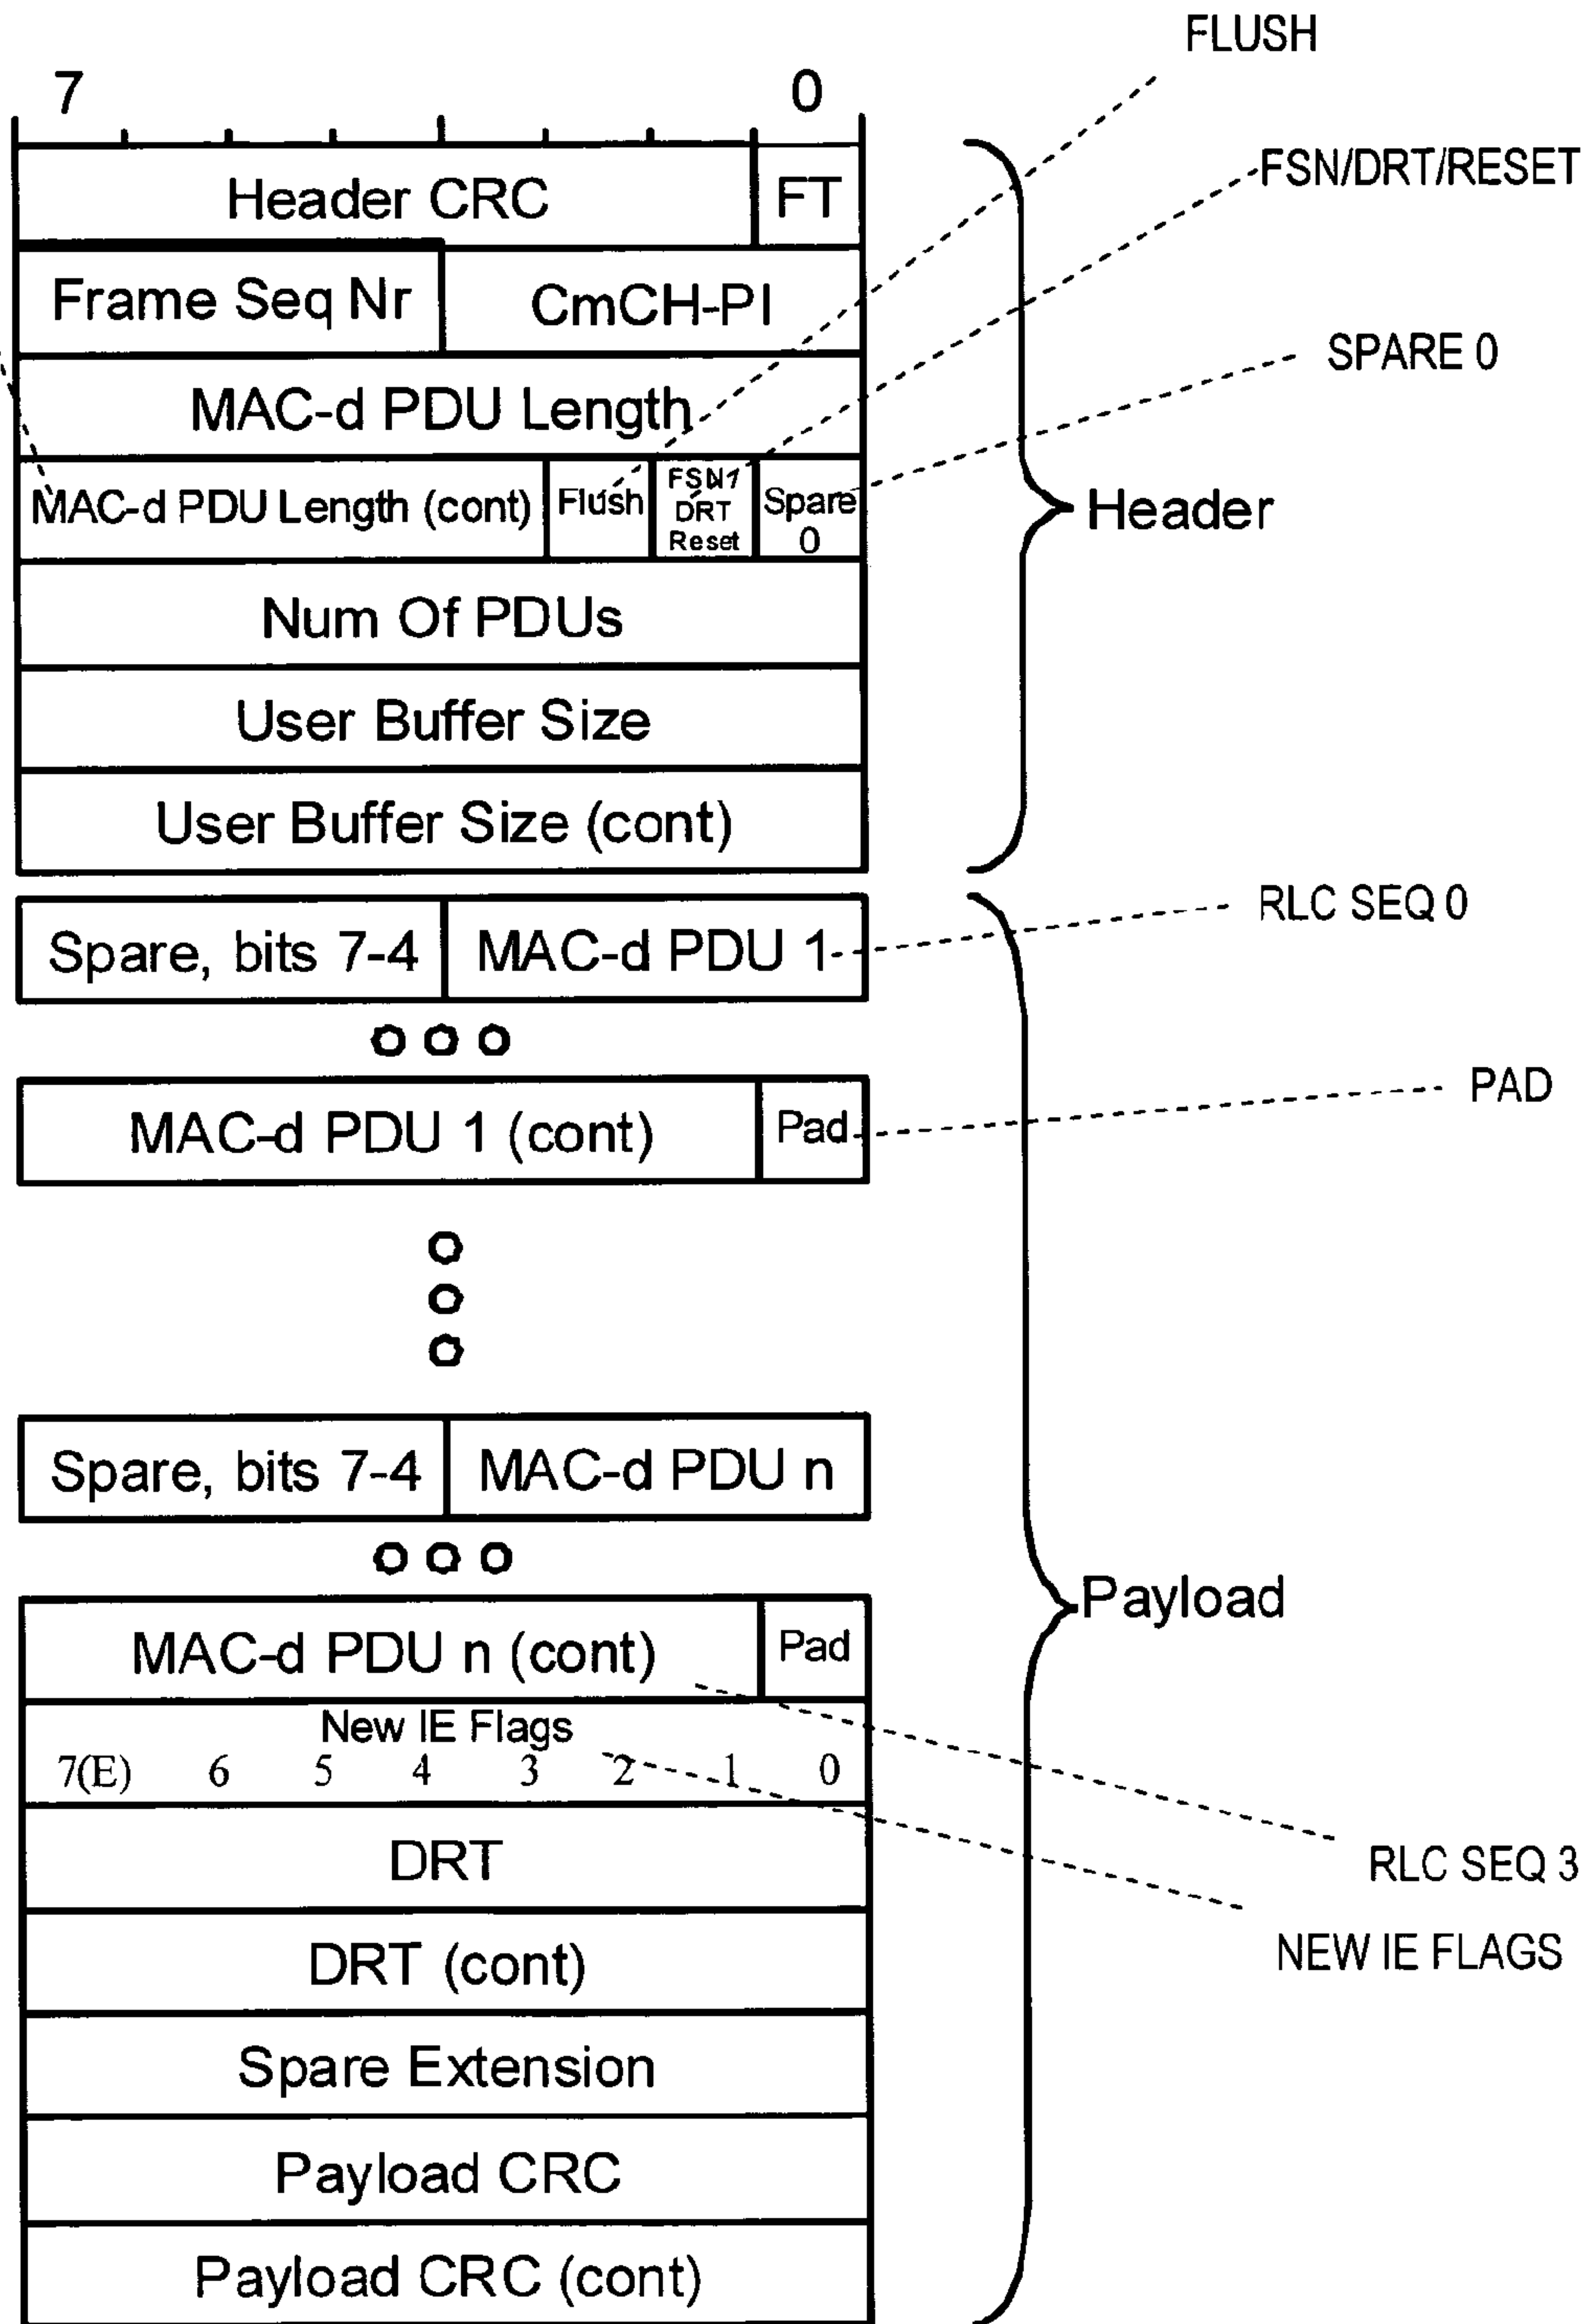 FLUSH
7 0
Header CRC FT
FSN/DRT/RESET
Frame Seq Nr CmCH-PI
SPARE 0
MAC-d PDU Length
MAC-d PDU Length (cont) Flush FSN/ DRT Reset Spare 0
Header
Num Of PDUs
User Buffer Size
User Buffer Size (cont)
RLC SEQ 0
Spare, bits 7-4 MAC-d PDU 1
PAD
MAC-d PDU 1 (cont) Pad
Spare, bits 7-4 MAC-d PDU n
Payload
MAC-d PDU n (cont) Pad
New IE Flags
7(E) 6 5 4 3 2 1 0
DRT
RLC SEQ 3
NEW IE FLAGS
DRT (cont)
Spare Extension
Payload CRC
Payload CRC (cont)